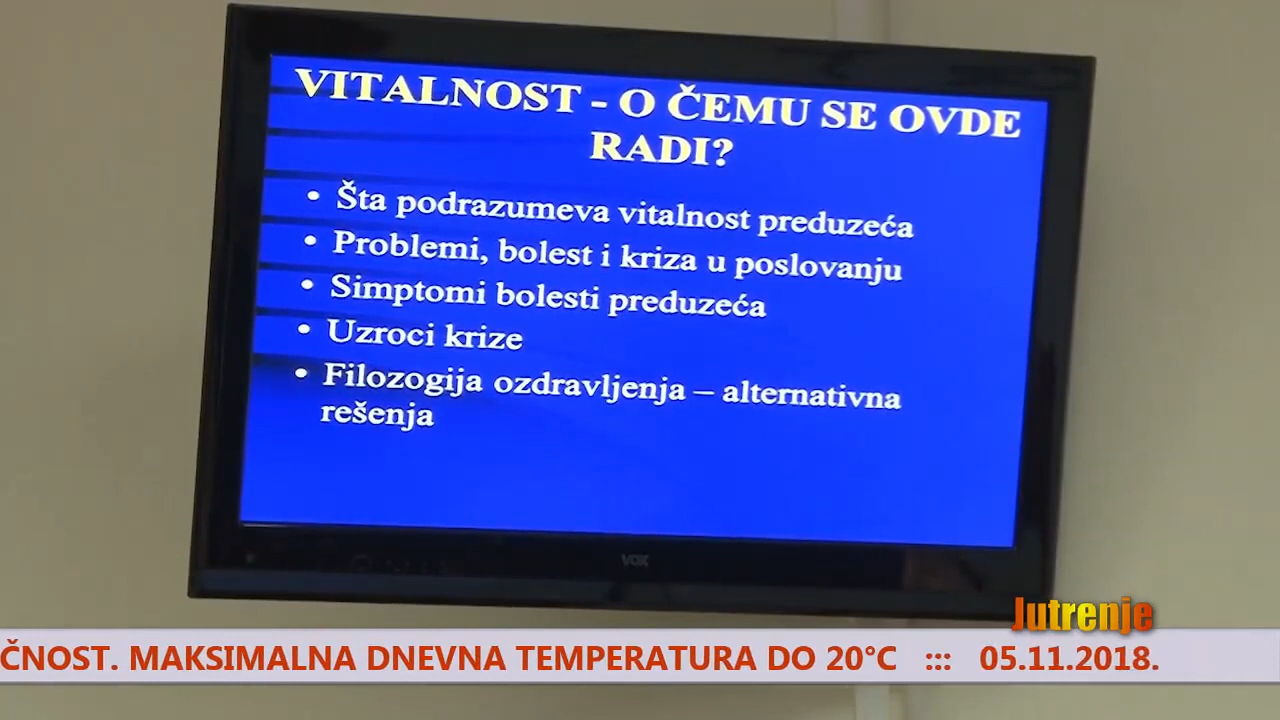 VITALNOST - O ČEMU SE OVDE
RADI?
• Šta podrazumeva vitalnost preduzeća
• Problemi, bolest i kriza u poslovanju
• Simptomi bolesti preduzeća
• Uzroci krize
• Filozogija ozdravljenja – alternativna
rešenja
VOX
Jutrenje
ČNOST. MAKSIMALNA DNEVNA TEMPERATURA DO 20°C ::: 05.11.2018.